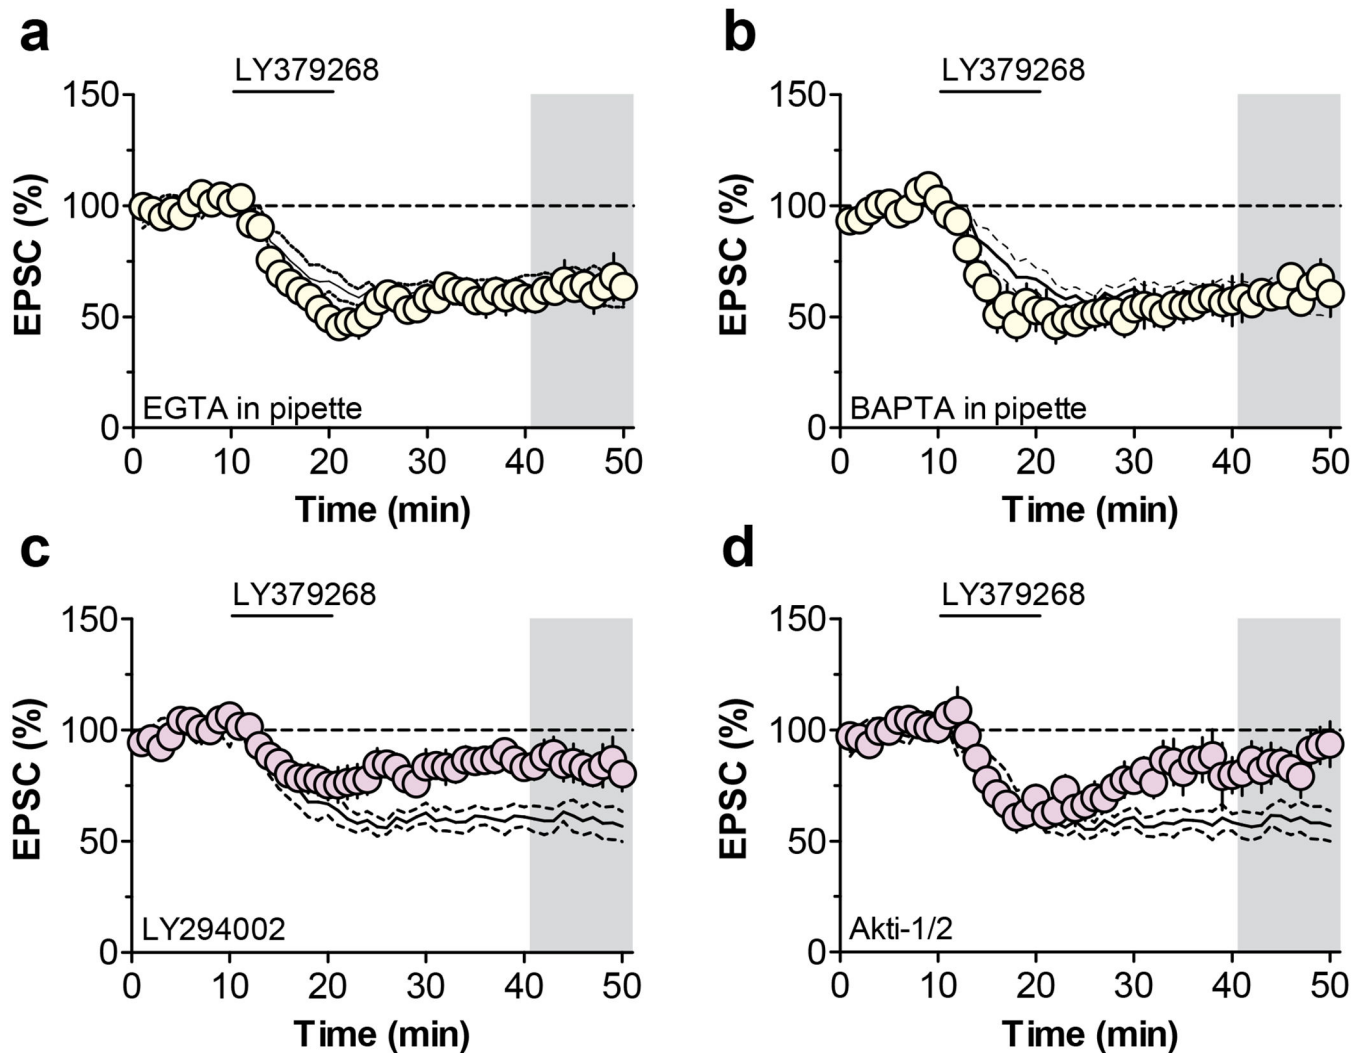 a
LY379268
150
100
50
0
EPSC (%)
EGTA in pipette
0 10 20 30 40 50
Time (min)
b
LY379268
150
100
50
0
EPSC (%)
BAPTA in pipette
0 10 20 30 40 50
Time (min)
c
LY379268
150
100
50
0
EPSC (%)
LY294002
0 10 20 30 40 50
Time (min)
d
LY379268
150
100
50
0
EPSC (%)
Akti-1/2
0 10 20 30 40 50
Time (min)